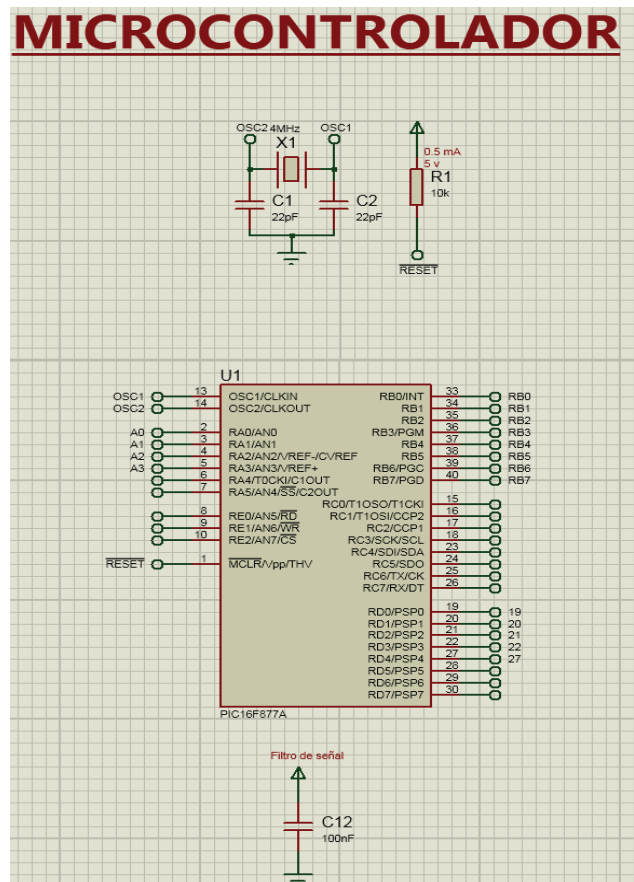 MICROCONTROLADOR
OSC2 4MHz OSC1
X1
C1 C2
22pF 22pF
0.5 mA
5 v
R1
10k
RESET
U1
OSC1 13 OSC1/CLKIN RB0/INT 33 RB0
OSC2 14 OSC2/CLKOUT RB1 34 RB1
RB2 35 RB2
A0 2 RA0/AN0 RB3/PGM 36 RB3
A1 3 RA1/AN1 RB4 37 RB4
A2 4 RA2/AN2/VREF-/CVREF RB5 38 RB5
A3 5 RA3/AN3/VREF+ RB6/PGC 39 RB6
6 RA4/T0CKI/C1OUT RB7/PGD 40 RB7
7 RA5/AN4/SS/C2OUT
RC0/T1OSO/T1CKI 15
8 RE0/AN5/RD RC1/T1OSI/CCP2 16
9 RE1/AN6/WR RC2/CCP1 17
10 RE2/AN7/CS RC3/SCK/SCL 18
RC4/SDI/SDA 23
RESET 1 MCLR/Vpp/THV RC5/SDO 24
RC6/TX/CK 25
RC7/RX/DT 26
RD0/PSP0 19 19
RD1/PSP1 20 20
RD2/PSP2 21 21
RD3/PSP3 22 22
RD4/PSP4 27 27
RD5/PSP5 28
RD6/PSP6 29
RD7/PSP7 30
PIC16F877A
Filtro de señal
C12
100nF